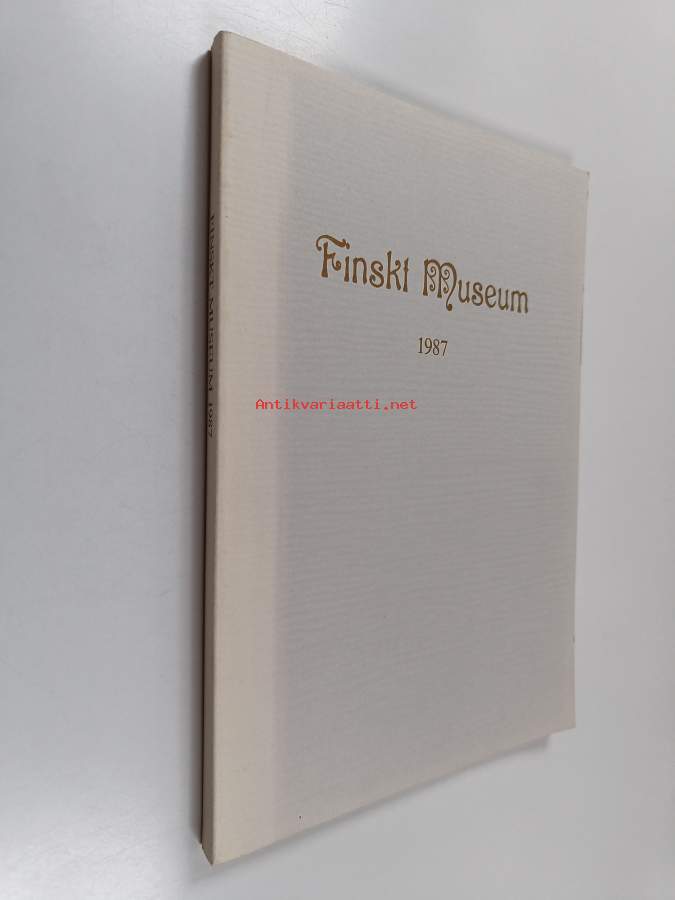 Finskt Museum
1987
Antikvariaatti.net
FINSKT MUSEUM 1987